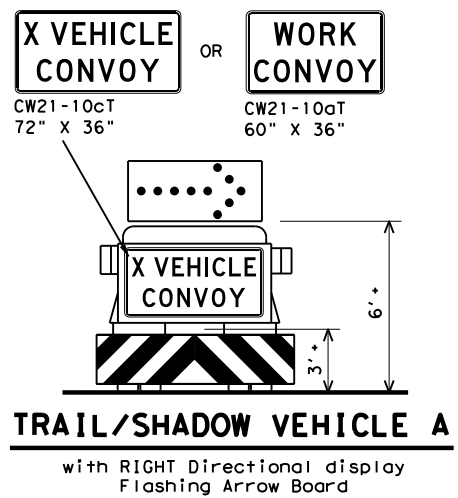 X VEHICLE
CONVOY
OR
WORK
CONVOY
CW21-10cT
72" X 36"
CW21-10aT
60" X 36"
X VEHICLE
CONVOY
6' +
3' +
TRAIL/SHADOW VEHICLE A
with RIGHT Directional display
Flashing Arrow Board